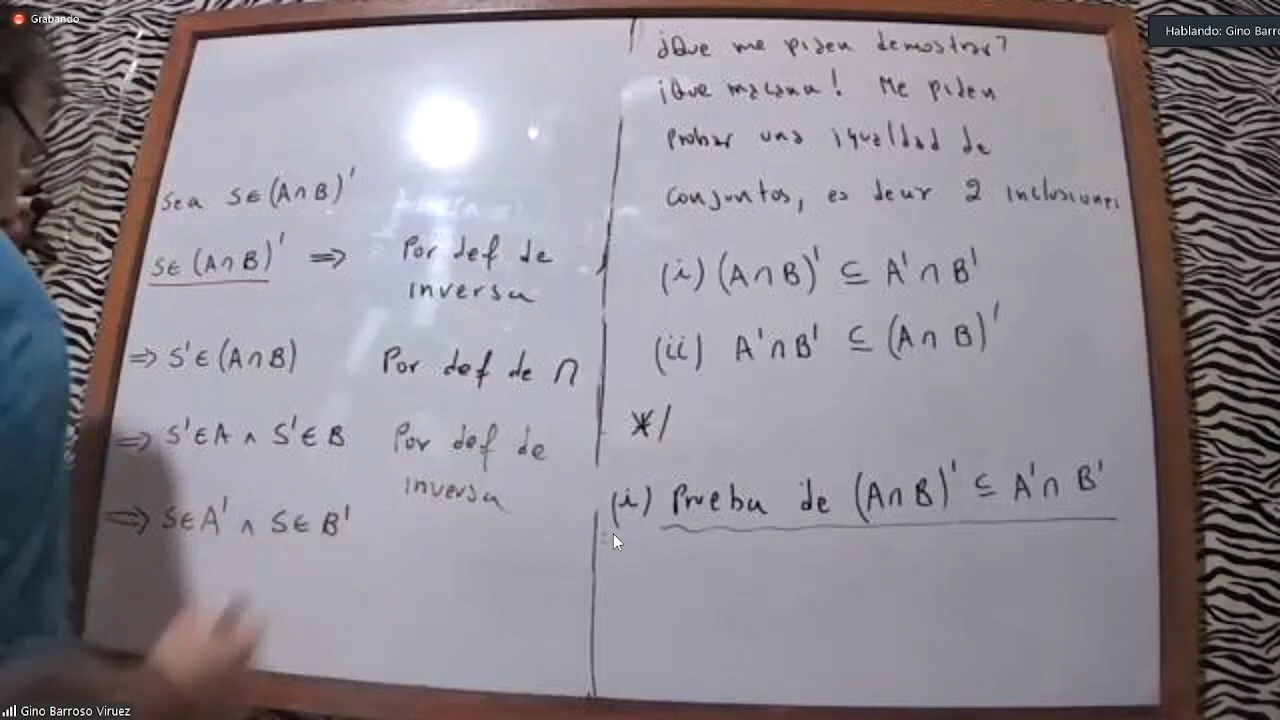 Grabando
Hablando: Gino Barro
¿Que me piden demostrar?
¡Que macana! Me piden
probar una igualdad de
conjuntos, es decir 2 inclusiones
(i) (A∩B)' ⊆ A'∩B'
(ii) A'∩B' ⊆ (A∩B)'
*/
(i) Prueba de (A∩B)' ⊆ A'∩B'
Sea S∈(A∩B)'
S∈(A∩B)' ⇒ Por def de
inversa
⇒ S'∈(A∩B) Por def de ∩
⇒ S'∈A ∧ S'∈B Por def de
inversa
⇒ S∈A' ∧ S∈B'
Gino Barroso Viruez